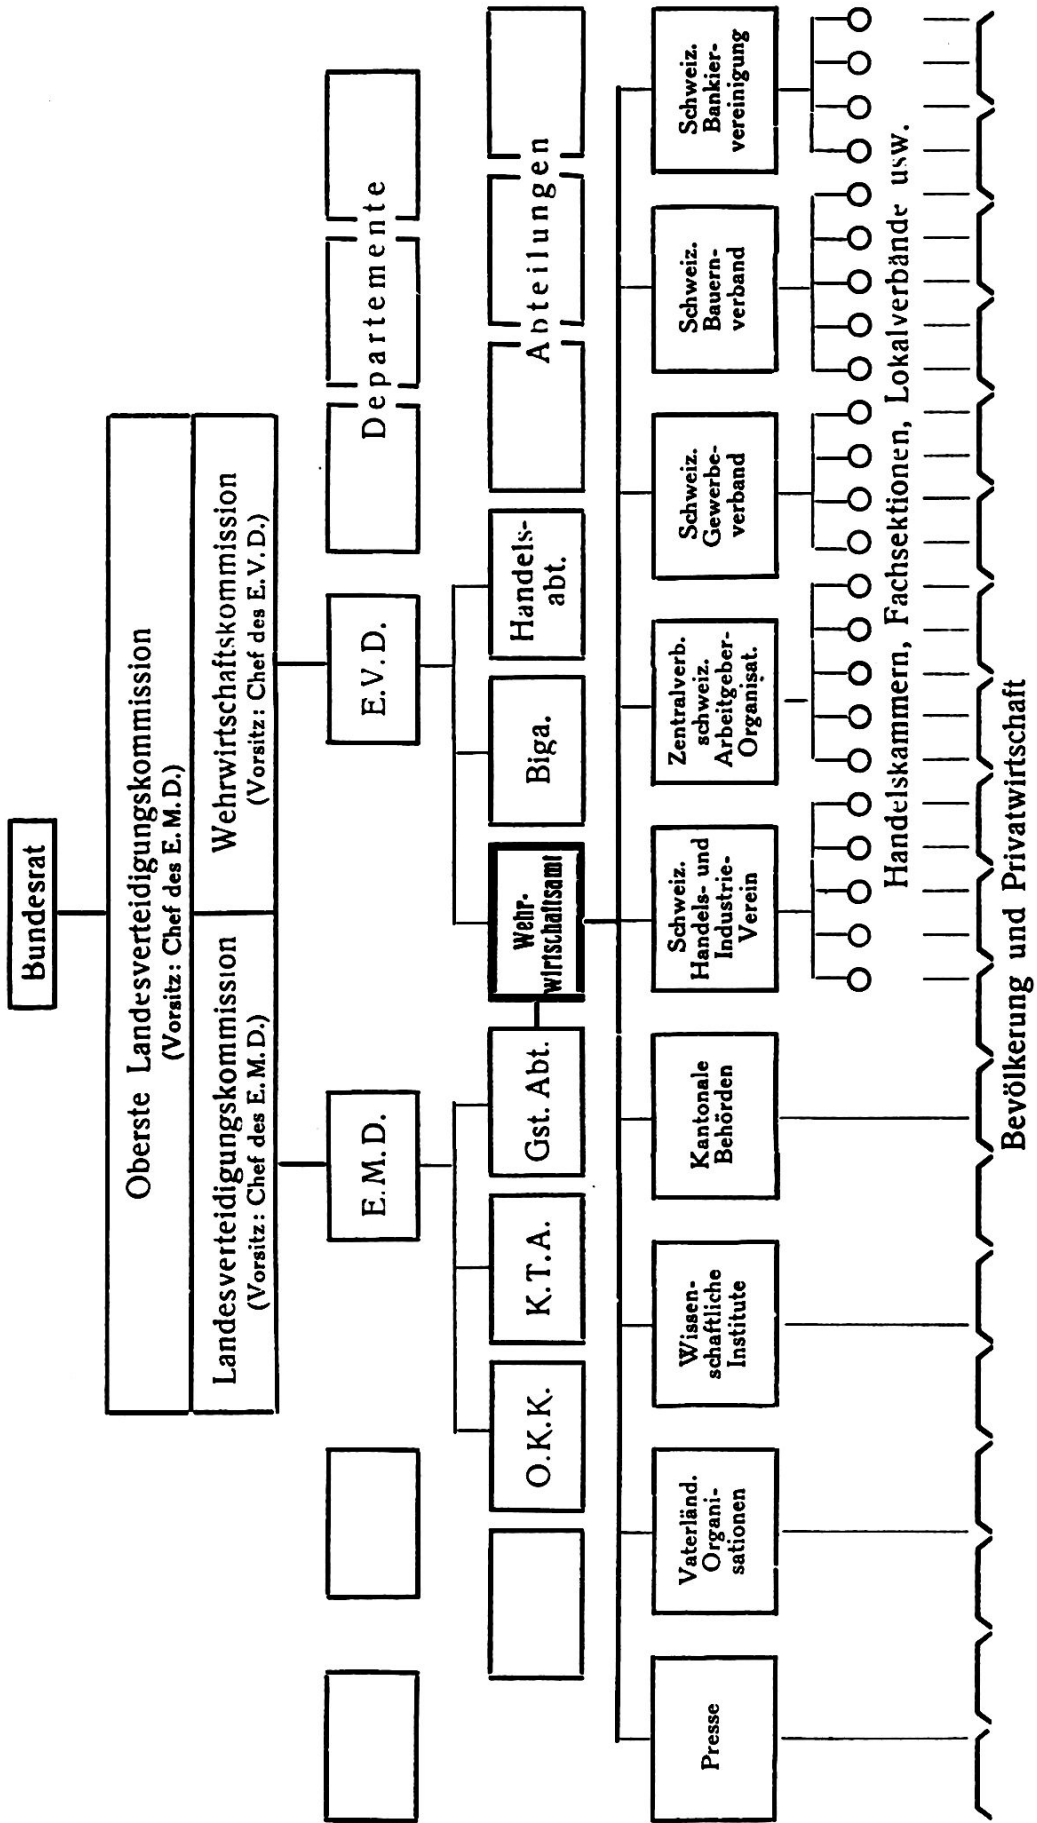 Bundesrat
Oberste Landesverteidigungskommission
(Vorsitz: Chef des E.M.D.)
Landesverteidigungskommission
(Vorsitz: Chef des E.M.D.)
Wehrwirtschaftskommission
(Vorsitz: Chef des E.V.D.)
E.M.D.
E.V.D.
Departemente
O.K.K.
K.T.A.
Gst. Abt.
Wehr-
wirtschaftsamt
Biga.
Handels-
abt.
Abteilungen
Presse
Vaterländ.
Organi-
sationen
Wissen-
schaftliche
Institute
Kantonale
Behörden
Schweiz.
Handels- und
Industrie-
Verein
Zentralverb.
schweiz.
Arbeitgeber-
Organisat.
Schweiz.
Gewerbe-
verband
Schweiz.
Bauern-
verband
Schweiz.
Bankier-
vereinigung
Handelskammern, Fachsektionen, Lokalverbände usw.
Bevölkerung und Privatwirtschaft